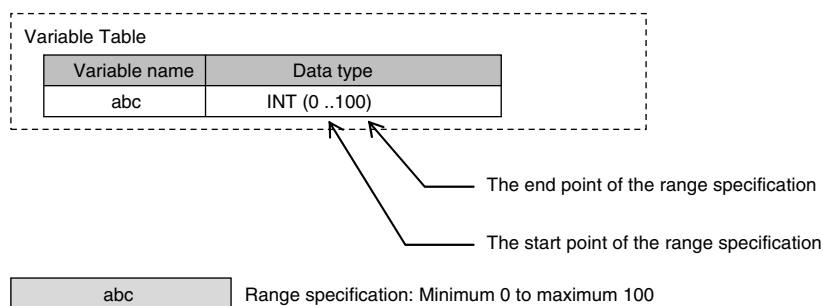 Variable Table
Variable name Data type
abc INT (0 ..100)
The end point of the range specification
The start point of the range specification
abc Range specification: Minimum 0 to maximum 100